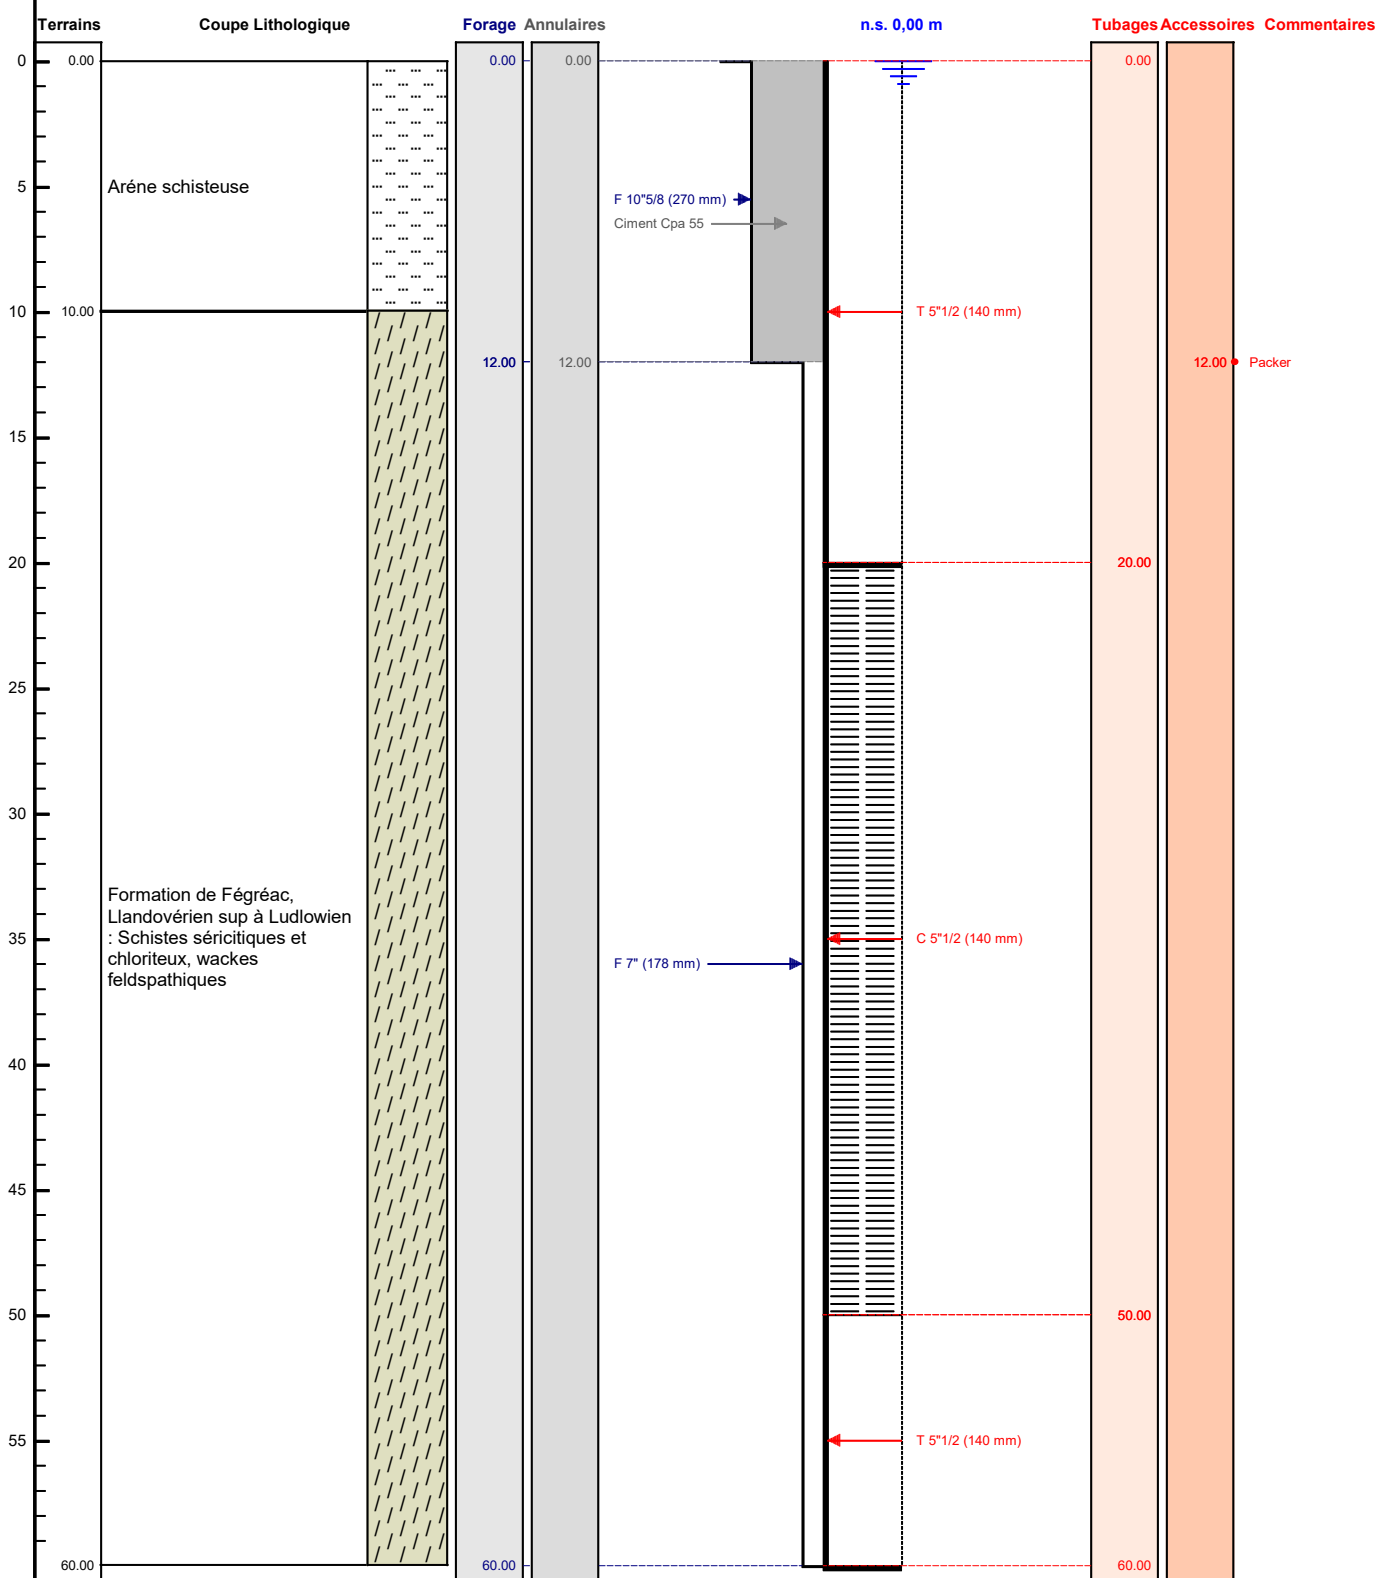 Terrains Coupe Lithologique Forage Annulaires n.s. 0,00 m Tubages Accessoires Commentaires
0 0.00 0.00 0.00 0.00
5 Aréne schisteuse
F 10"5/8 (270 mm)
Ciment Cpa 55
10 10.00 T 5"1/2 (140 mm)
12.00 12.00 12.00 Packer
15
20 20.00
25
30
Formation de Fégréac,
Llandovérien sup à Ludlowien
: Schistes séricitiques et
chloriteux, wackes
feldspathiques
35 C 5"1/2 (140 mm)
F 7" (178 mm)
40
45
50 50.00
55 T 5"1/2 (140 mm)
60.00 60.00 60.00